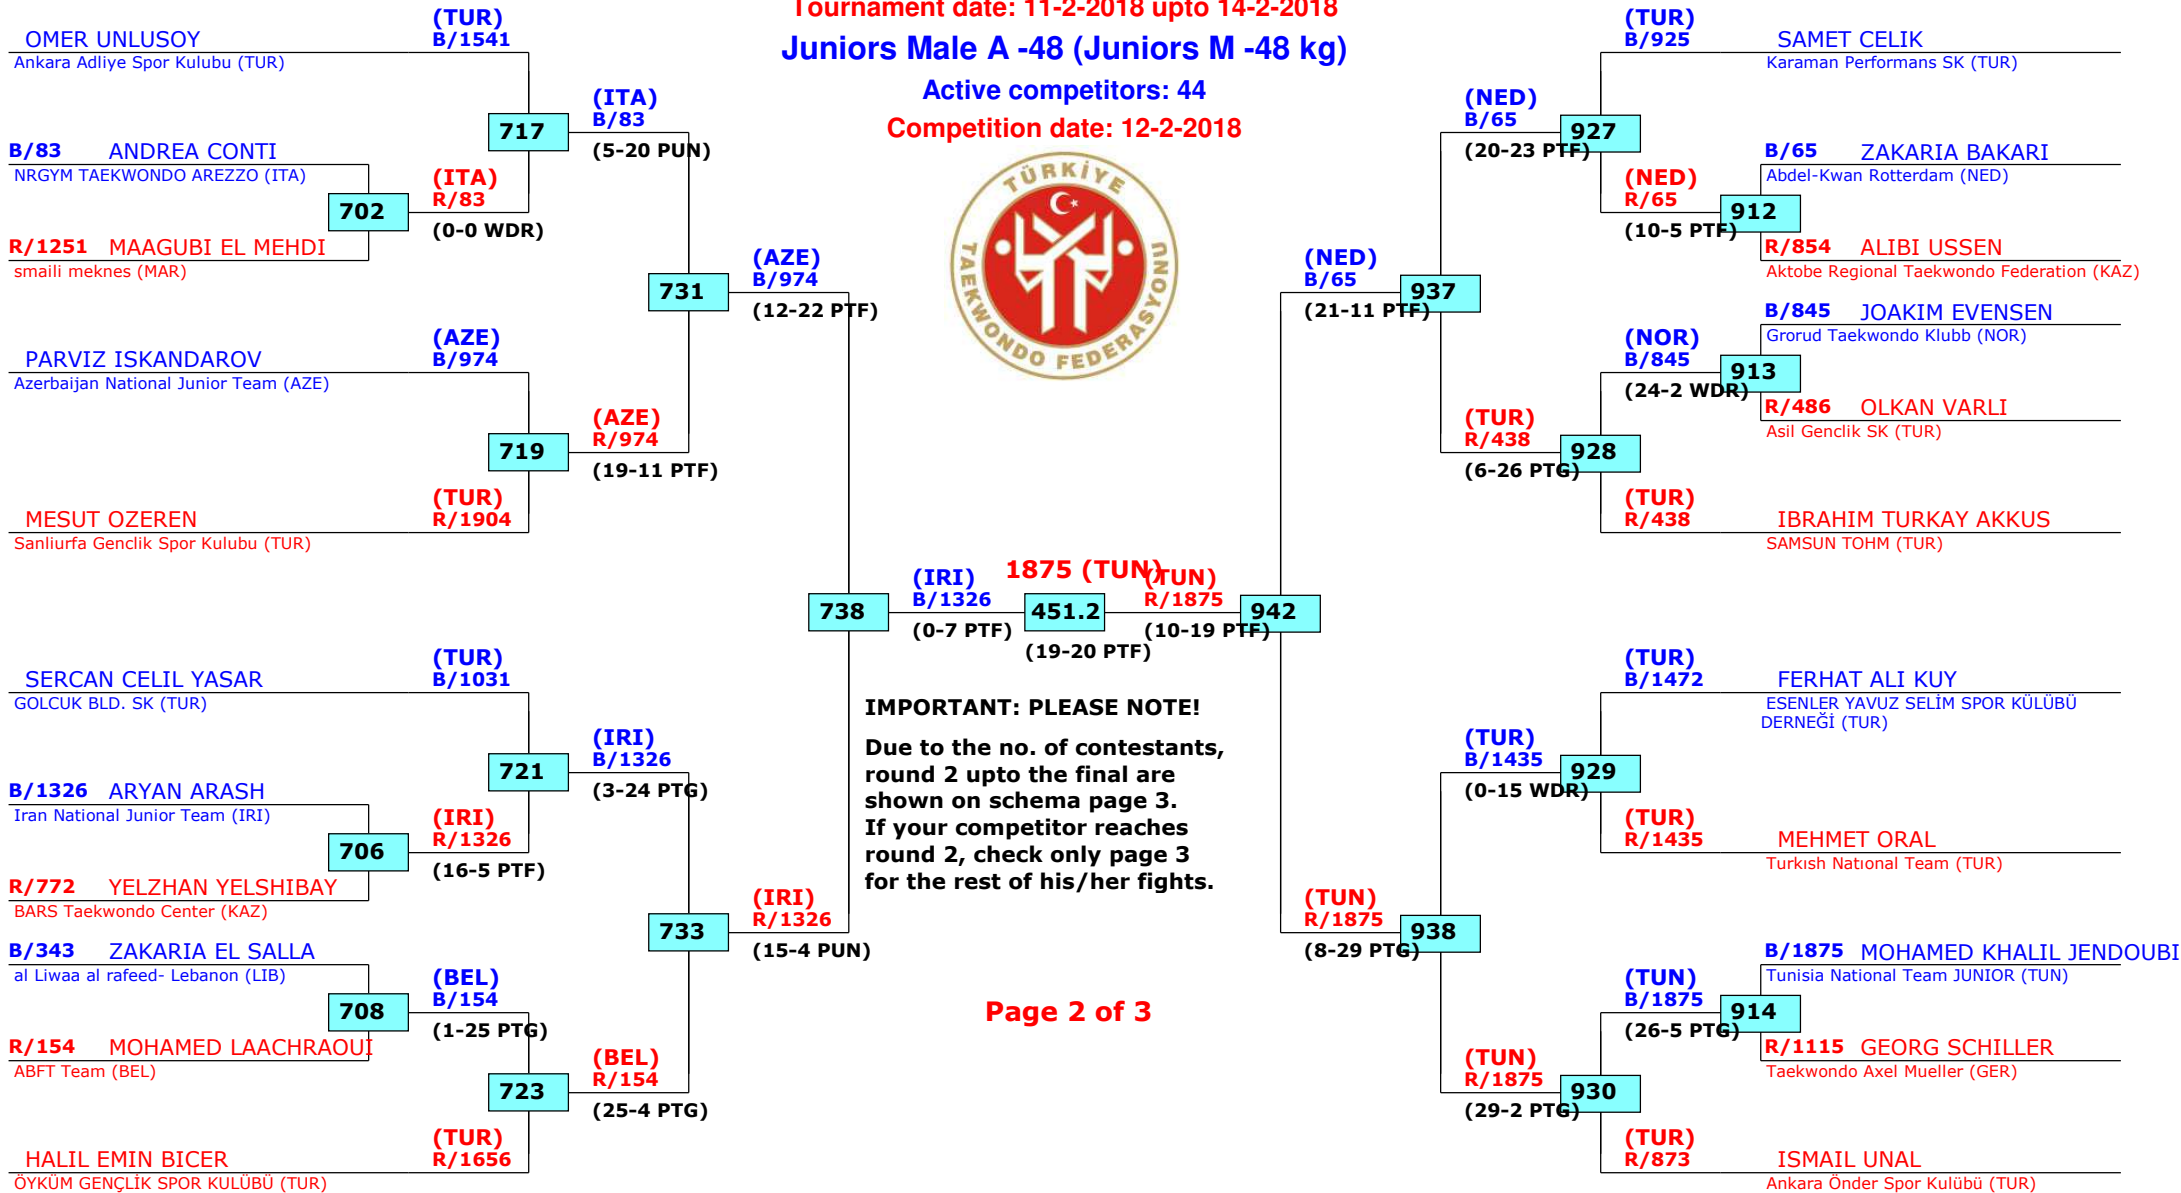 Tournament date: 11-2-2018 upto 14-2-2018
Juniors Male A -48 (Juniors M -48 kg)
Active competitors: 44
Competition date: 12-2-2018
TÜRKİYE
TAEKWONDO FEDERASYONU
(TUR)
OMER UNLUSOY B/1541
Ankara Adliye Spor Kulubu (TUR)
717
(ITA)
B/83
(5-20 PUN)
B/83 ANDREA CONTI
NRGYM TAEKWONDO AREZZO (ITA)
702
(ITA)
R/83
(0-0 WDR)
R/1251 MAAGUBI EL MEHDI
smaili meknes (MAR)
731
(AZE)
B/974
(12-22 PTF)
(AZE)
PARVIZ ISKANDAROV B/974
Azerbaijan National Junior Team (AZE)
719
(AZE)
R/974
(19-11 PTF)
(TUR)
MESUT OZEREN R/1904
Sanliurfa Genclik Spor Kulubu (TUR)
738
(IRI)
B/1326
(0-7 PTF)
1875 (TUN)
451.2
(19-20 PTF)
(TUN)
R/1875
(10-19 PTF)
942
(TUR)
SERCAN CELIL YASAR B/1031
GOLCUK BLD. SK (TUR)
721
(IRI)
B/1326
(3-24 PTG)
B/1326 ARYAN ARASH
Iran National Junior Team (IRI)
706
(IRI)
R/1326
(16-5 PTF)
R/772 YELZHAN YELSHIBAY
BARS Taekwondo Center (KAZ)
733
(IRI)
R/1326
(15-4 PUN)
B/343 ZAKARIA EL SALLA
al Liwaa al rafeed- Lebanon (LIB)
708
(BEL)
B/154
(1-25 PTG)
R/154 MOHAMED LAACHRAOUI
ABFT Team (BEL)
723
(BEL)
R/154
(25-4 PTG)
(TUR)
HALIL EMIN BICER R/1656
ÖYKÜM GENÇLİK SPOR KULÜBÜ (TUR)
IMPORTANT: PLEASE NOTE!
Due to the no. of contestants,
round 2 upto the final are
shown on schema page 3.
If your competitor reaches
round 2, check only page 3
for the rest of his/her fights.
Page 2 of 3
(TUR)
B/925 SAMET CELIK
Karaman Performans SK (TUR)
(NED)
B/65
(20-23 PTF)
927
B/65 ZAKARIA BAKARI
Abdel-Kwan Rotterdam (NED)
(NED)
R/65
(10-5 PTF)
912
R/854 ALIBI USSEN
Aktobe Regional Taekwondo Federation (KAZ)
(NED)
B/65
(21-11 PTF)
937
B/845 JOAKIM EVENSEN
Grorud Taekwondo Klubb (NOR)
(NOR)
B/845
(24-2 WDR)
913
R/486 OLKAN VARLI
Asil Genclik SK (TUR)
(TUR)
R/438
(6-26 PTG)
928
(TUR)
R/438 IBRAHIM TURKAY AKKUS
SAMSUN TOHM (TUR)
(TUR)
B/1472 FERHAT ALI KUY
ESENLER YAVUZ SELİM SPOR KÜLÜBÜ
DERNEĞİ (TUR)
(TUR)
B/1435
(0-15 WDR)
929
(TUR)
R/1435 MEHMET ORAL
Turkısh Natıonal Team (TUR)
(TUN)
R/1875
(8-29 PTG)
938
B/1875 MOHAMED KHALIL JENDOUBI
Tunisia National Team JUNIOR (TUN)
(TUN)
B/1875
(26-5 PTG)
914
R/1115 GEORG SCHILLER
Taekwondo Axel Mueller (GER)
(TUN)
R/1875
(29-2 PTG)
930
(TUR)
R/873 ISMAIL UNAL
Ankara Önder Spor Kulübü (TUR)